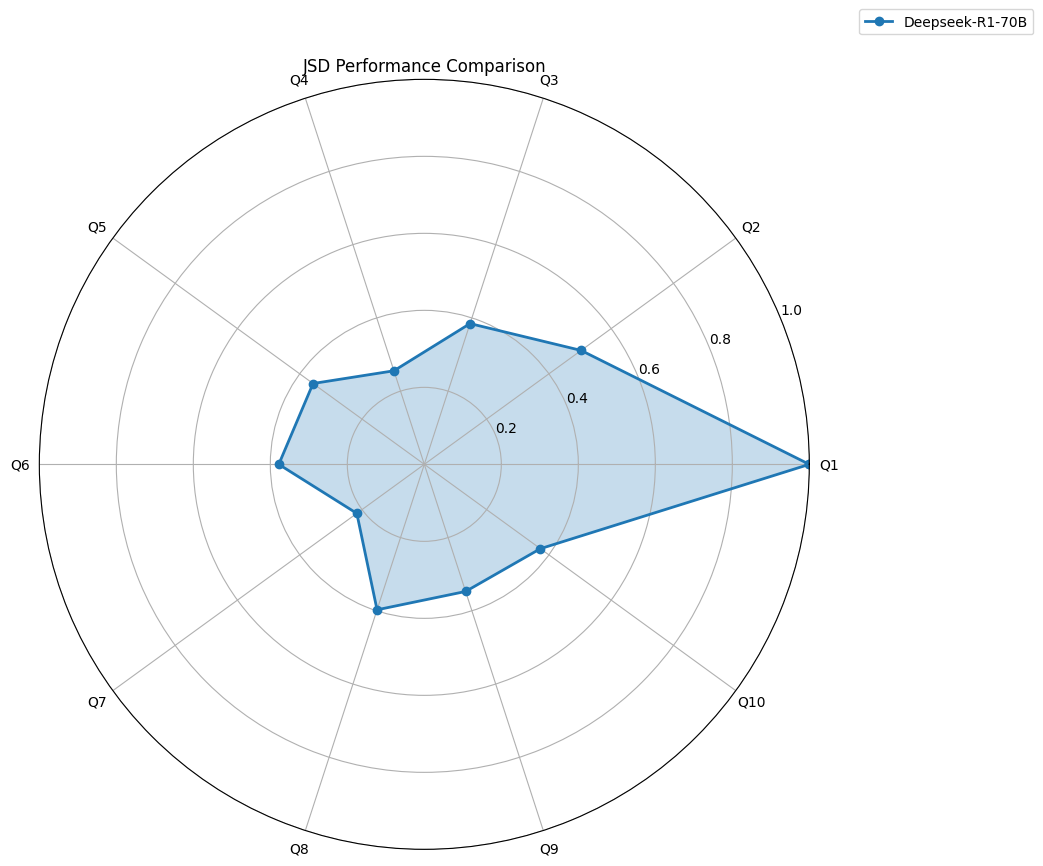 Deepseek-R1-70B
JSD Performance Comparison
Q4
Q3
Q5
Q2
1.0
0.8
0.6
0.4
0.2
Q6
Q1
Q7
Q10
Q8
Q9